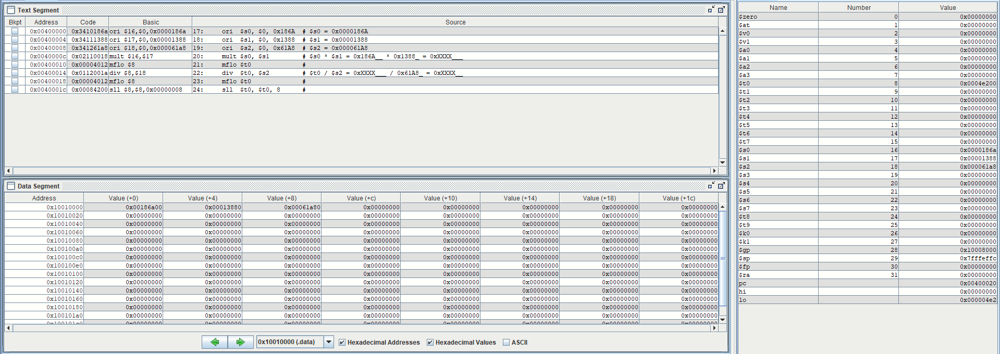 Text Segment
Bkpt Address Code Basic Source
0x00400000 0x3410186a ori $16,$0,0x0000186a 17: ori $s0, $0, 0x186A # $s0 = 0x0000186A
0x00400004 0x34111388 ori $17,$0,0x00001388 18: ori $s1, $0, 0x1388 # $s1 = 0x00001388
0x00400008 0x341261a8 ori $18,$0,0x000061a8 19: ori $s2, $0, 0x61A8 # $s2 = 0x000061A8
0x0040000c 0x02110018 mult $16,$17 20: mult $s0, $s1 # $s0 * $s1 = 0x186A__ * 0x1388_ = 0xXXXX___
0x00400010 0x00004012 mflo $8 21: mflo $t0 #
0x00400014 0x0112001a div $8,$18 22: div $t0, $s2 # $t0 / $s2 = 0xXXXX___ / 0x61A8_ = 0xXXXX__
0x00400018 0x00004012 mflo $8 23: mflo $t0 #
0x0040001c 0x00084200 sll $8,$8,0x00000008 24: sll $t0, $t0, 8 #
Data Segment
Address Value (+0) Value (+4) Value (+8) Value (+c) Value (+10) Value (+14) Value (+18) Value (+1c)
0x10010000 0x00186a00 0x00013880 0x00061a80 0x00000000 0x00000000 0x00000000 0x00000000 0x00000000
0x10010020 0x00000000 0x00000000 0x00000000 0x00000000 0x00000000 0x00000000 0x00000000 0x00000000
0x10010040 0x00000000 0x00000000 0x00000000 0x00000000 0x00000000 0x00000000 0x00000000 0x00000000
0x10010060 0x00000000 0x00000000 0x00000000 0x00000000 0x00000000 0x00000000 0x00000000 0x00000000
0x10010080 0x00000000 0x00000000 0x00000000 0x00000000 0x00000000 0x00000000 0x00000000 0x00000000
0x100100a0 0x00000000 0x00000000 0x00000000 0x00000000 0x00000000 0x00000000 0x00000000 0x00000000
0x100100c0 0x00000000 0x00000000 0x00000000 0x00000000 0x00000000 0x00000000 0x00000000 0x00000000
0x100100e0 0x00000000 0x00000000 0x00000000 0x00000000 0x00000000 0x00000000 0x00000000 0x00000000
0x10010100 0x00000000 0x00000000 0x00000000 0x00000000 0x00000000 0x00000000 0x00000000 0x00000000
0x10010120 0x00000000 0x00000000 0x00000000 0x00000000 0x00000000 0x00000000 0x00000000 0x00000000
0x10010140 0x00000000 0x00000000 0x00000000 0x00000000 0x00000000 0x00000000 0x00000000 0x00000000
0x10010160 0x00000000 0x00000000 0x00000000 0x00000000 0x00000000 0x00000000 0x00000000 0x00000000
0x10010180 0x00000000 0x00000000 0x00000000 0x00000000 0x00000000 0x00000000 0x00000000 0x00000000
0x100101a0 0x00000000 0x00000000 0x00000000 0x00000000 0x00000000 0x00000000 0x00000000 0x00000000
0x10010000 (.data) Hexadecimal Addresses Hexadecimal Values ASCII
Name Number Value
$zero 0 0x00000000
$at 1 0x00000000
$v0 2 0x00000000
$v1 3 0x00000000
$a0 4 0x00000000
$a1 5 0x00000000
$a2 6 0x00000000
$a3 7 0x00000000
$t0 8 0x0004e200
$t1 9 0x00000000
$t2 10 0x00000000
$t3 11 0x00000000
$t4 12 0x00000000
$t5 13 0x00000000
$t6 14 0x00000000
$t7 15 0x00000000
$s0 16 0x0000186a
$s1 17 0x00001388
$s2 18 0x000061a8
$s3 19 0x00000000
$s4 20 0x00000000
$s5 21 0x00000000
$s6 22 0x00000000
$s7 23 0x00000000
$t8 24 0x00000000
$t9 25 0x00000000
$k0 26 0x00000000
$k1 27 0x00000000
$gp 28 0x10008000
$sp 29 0x7fffeffc
$fp 30 0x00000000
$ra 31 0x00000000
pc 0x00400020
hi 0x00000000
lo 0x000004e2